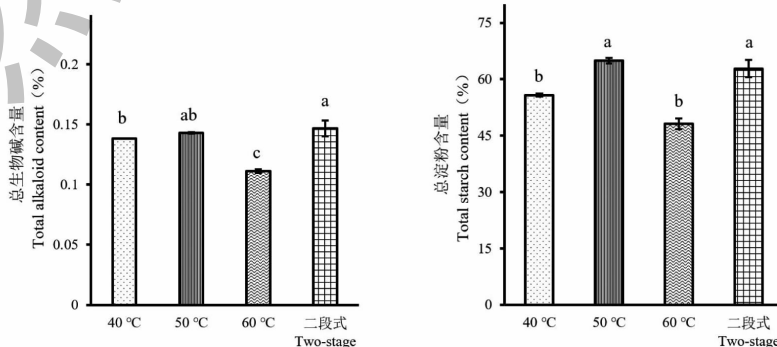 总生物碱含量
Total alkaloid content（%）
0.2
0.15
0.1
0.05
0
b
ab
c
a
40 ℃
50 ℃
60 ℃
二段式
Two-stage
总淀粉含量
Total starch content（%）
75
60
45
30
15
0
b
a
b
a
40 ℃
50 ℃
60 ℃
二段式
Two-stage